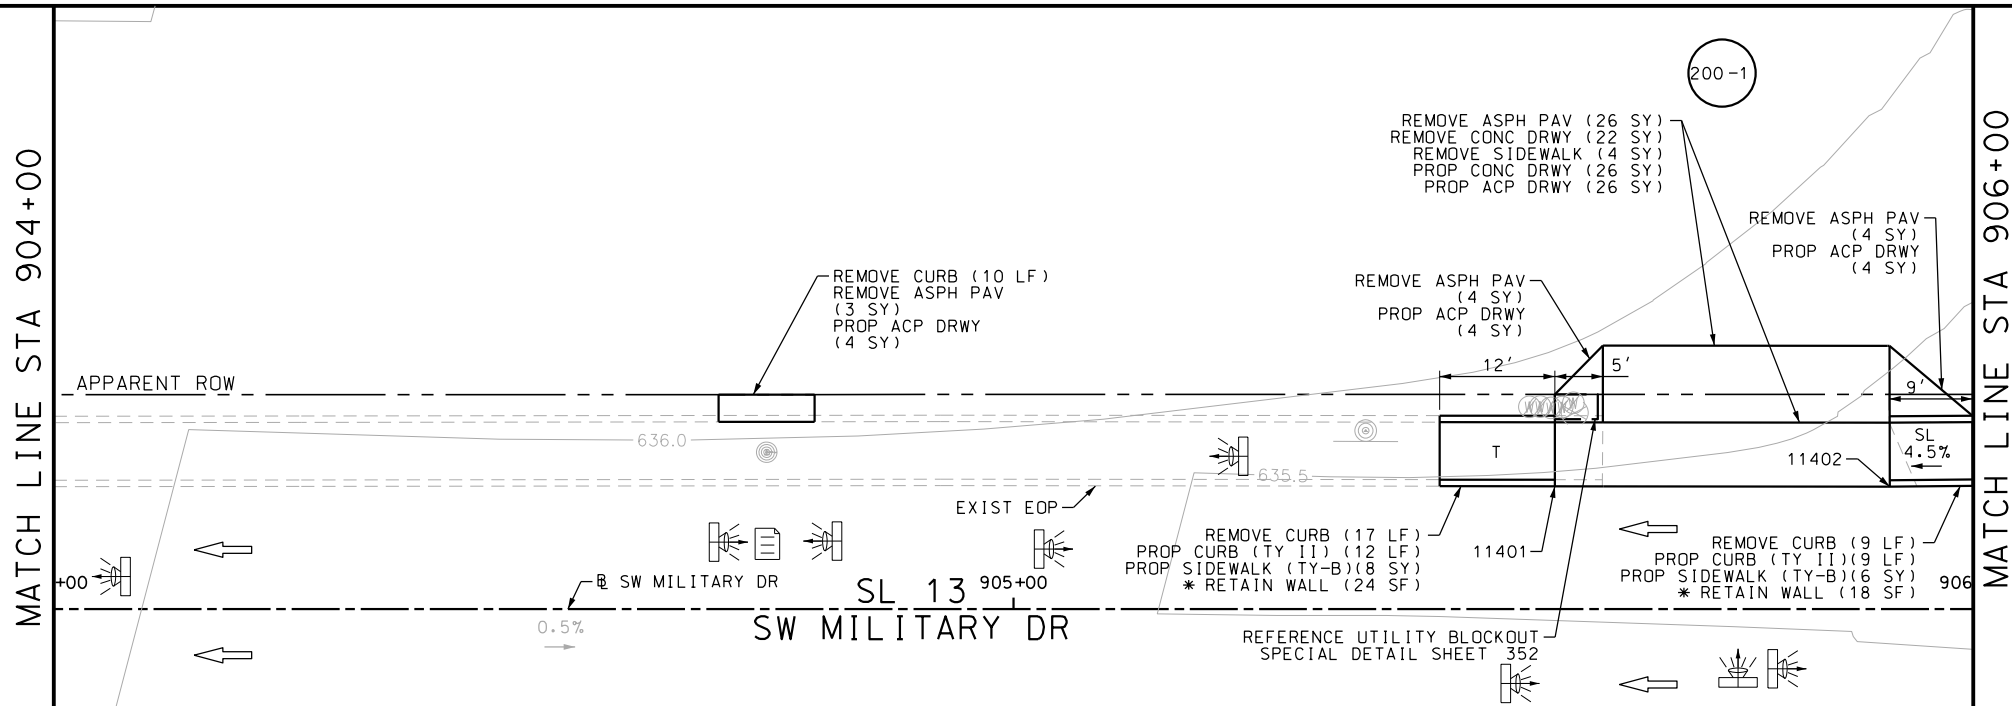 MATCH LINE STA 904+00
200-1
REMOVE ASPH PAV (26 SY)
REMOVE CONC DRWY (22 SY)
REMOVE SIDEWALK (4 SY)
PROP CONC DRWY (26 SY)
PROP ACP DRWY (26 SY)
REMOVE ASPH PAV
(4 SY)
PROP ACP DRWY
(4 SY)
REMOVE CURB (10 LF)
REMOVE ASPH PAV
(3 SY)
PROP ACP DRWY
(4 SY)
REMOVE ASPH PAV
(4 SY)
PROP ACP DRWY
(4 SY)
12'
5'
9'
APPARENT ROW
636.0
635.5
T
SL
4.5%
11402
EXIST EOP
REMOVE CURB (17 LF)
PROP CURB (TY II) (12 LF)
PROP SIDEWALK (TY-B)(8 SY)
* RETAIN WALL (24 SF)
11401
REMOVE CURB (9 LF)
PROP CURB (TY II)(9 LF)
PROP SIDEWALK (TY-B)(6 SY)
* RETAIN WALL (18 SF)
+00
℄ SW MILITARY DR
SL 13
905+00
906
SW MILITARY DR
0.5%
REFERENCE UTILITY BLOCKOUT
SPECIAL DETAIL SHEET 352
MATCH LINE STA 906+00